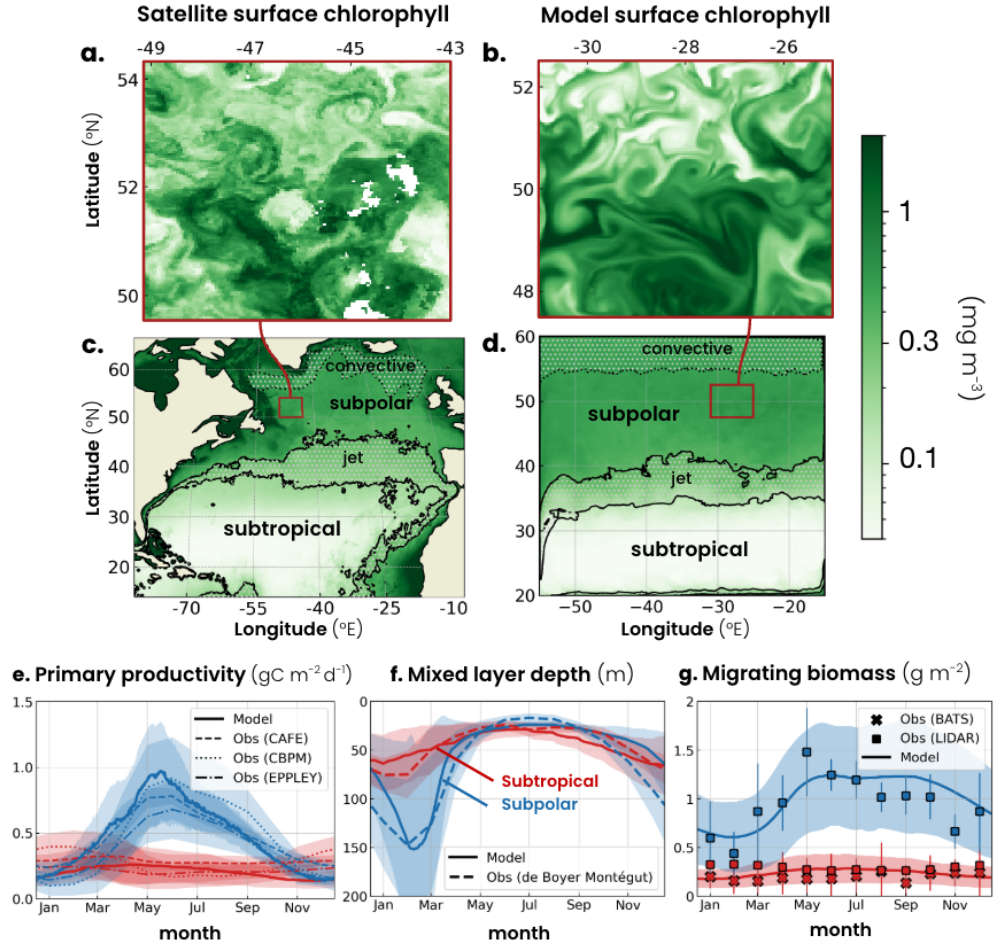 Satellite surface chlorophyll
Model surface chlorophyll
a.
-49 -47 -45 -43
b.
-30 -28 -26
54
52
50
Latitude (°N)
52
50
48
1
0.3
0.1
(mg m⁻³)
c.
convective
subpolar
jet
subtropical
60
50
40
30
20
Latitude (°N)
-70 -55 -40 -25 -10
Longitude (°E)
d.
convective
subpolar
jet
subtropical
60
50
40
30
20
−50 −40 −30 −20
Longitude (°E)
e. Primary productivity (gC m⁻² d⁻¹)
1.5
1.0
0.5
0.0
Model
Obs (CAFE)
Obs (CBPM)
Obs (EPPLEY)
Jan Mar May Jul Sep Nov
month
f. Mixed layer depth (m)
0
50
100
150
200
Subtropical
Subpolar
Model
Obs (de Boyer Montégut)
Jan Mar May Jul Sep Nov
month
g. Migrating biomass (g m⁻²)
2
1.5
1
0.5
0
Obs (BATS)
Obs (LIDAR)
Model
Jan Mar May Jul Sep Nov
month